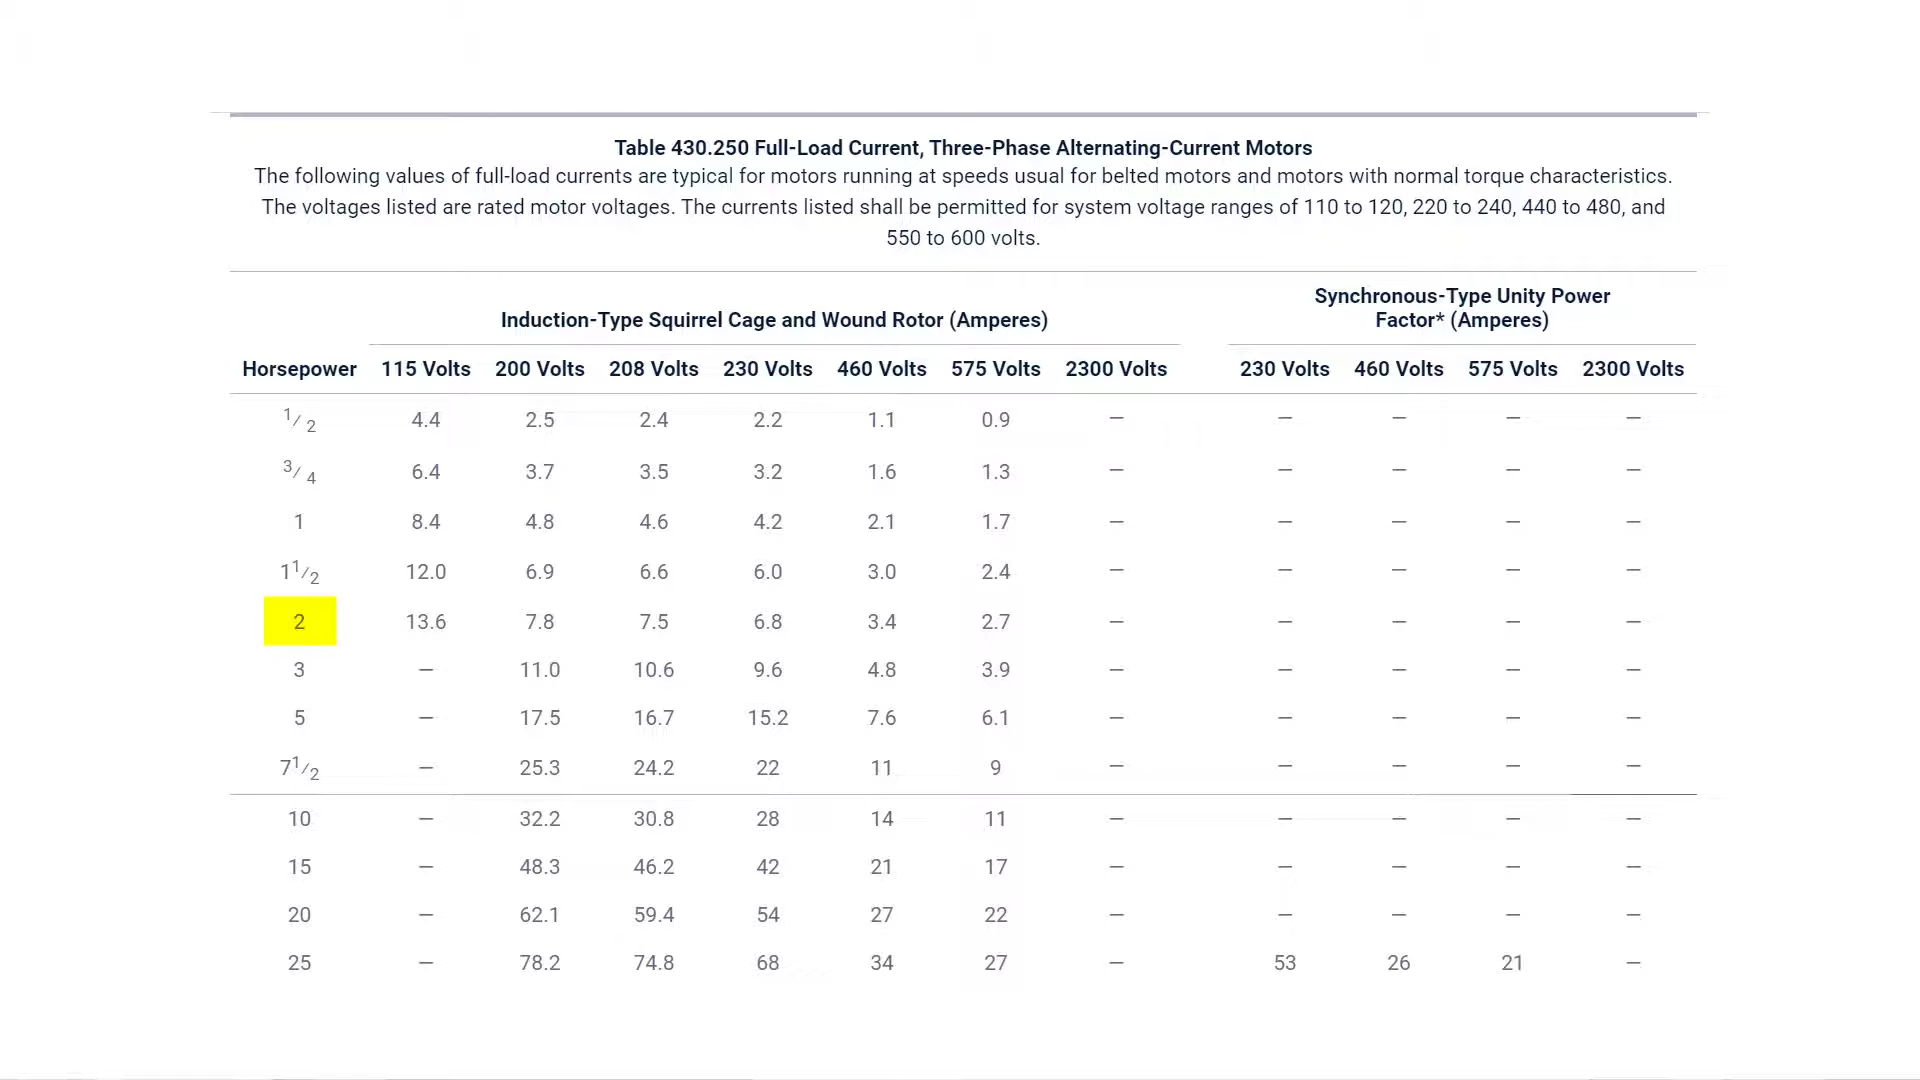 Table 430.250 Full-Load Current, Three-Phase Alternating-Current Motors
The following values of full-load currents are typical for motors running at speeds usual for belted motors and motors with normal torque characteristics.
The voltages listed are rated motor voltages. The currents listed shall be permitted for system voltage ranges of 110 to 120, 220 to 240, 440 to 480, and
550 to 600 volts.
Induction-Type Squirrel Cage and Wound Rotor (Amperes)
Synchronous-Type Unity Power
Factor* (Amperes)
Horsepower 115 Volts 200 Volts 208 Volts 230 Volts 460 Volts 575 Volts 2300 Volts 230 Volts 460 Volts 575 Volts 2300 Volts
1/2 4.4 2.5 2.4 2.2 1.1 0.9 — — — — —
3/4 6.4 3.7 3.5 3.2 1.6 1.3 — — — — —
1 8.4 4.8 4.6 4.2 2.1 1.7 — — — — —
1 1/2 12.0 6.9 6.6 6.0 3.0 2.4 — — — — —
2 13.6 7.8 7.5 6.8 3.4 2.7 — — — — —
3 — 11.0 10.6 9.6 4.8 3.9 — — — — —
5 — 17.5 16.7 15.2 7.6 6.1 — — — — —
7 1/2 — 25.3 24.2 22 11 9 — — — — —
10 — 32.2 30.8 28 14 11 — — — — —
15 — 48.3 46.2 42 21 17 — — — — —
20 — 62.1 59.4 54 27 22 — — — — —
25 — 78.2 74.8 68 34 27 — 53 26 21 —